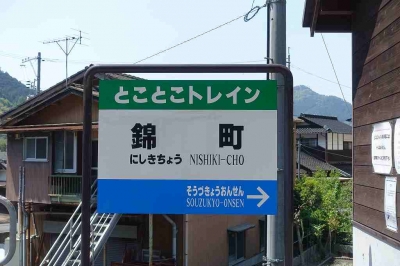 とことこトレイン
錦 町
にしきちょう NISHIKI-CHO
そうづきょうおんせん
SOUZUKYO-ONSEN
→